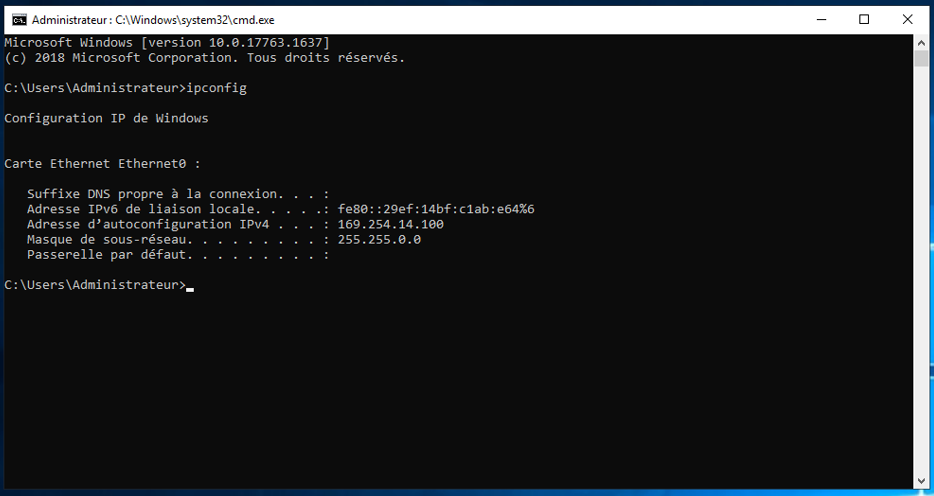 Administrateur : C:\Windows\system32\cmd.exe
Microsoft Windows [version 10.0.17763.1637]
(c) 2018 Microsoft Corporation. Tous droits réservés.
C:\Users\Administrateur>ipconfig
Configuration IP de Windows
Carte Ethernet Ethernet0 :
Suffixe DNS propre à la connexion. . . :
Adresse IPv6 de liaison locale. . . . .: fe80::29ef:14bf:c1ab:e64%6
Adresse d’autoconfiguration IPv4 . . . : 169.254.14.100
Masque de sous-réseau. . . . . . . . . : 255.255.0.0
Passerelle par défaut. . . . . . . . . :
C:\Users\Administrateur>